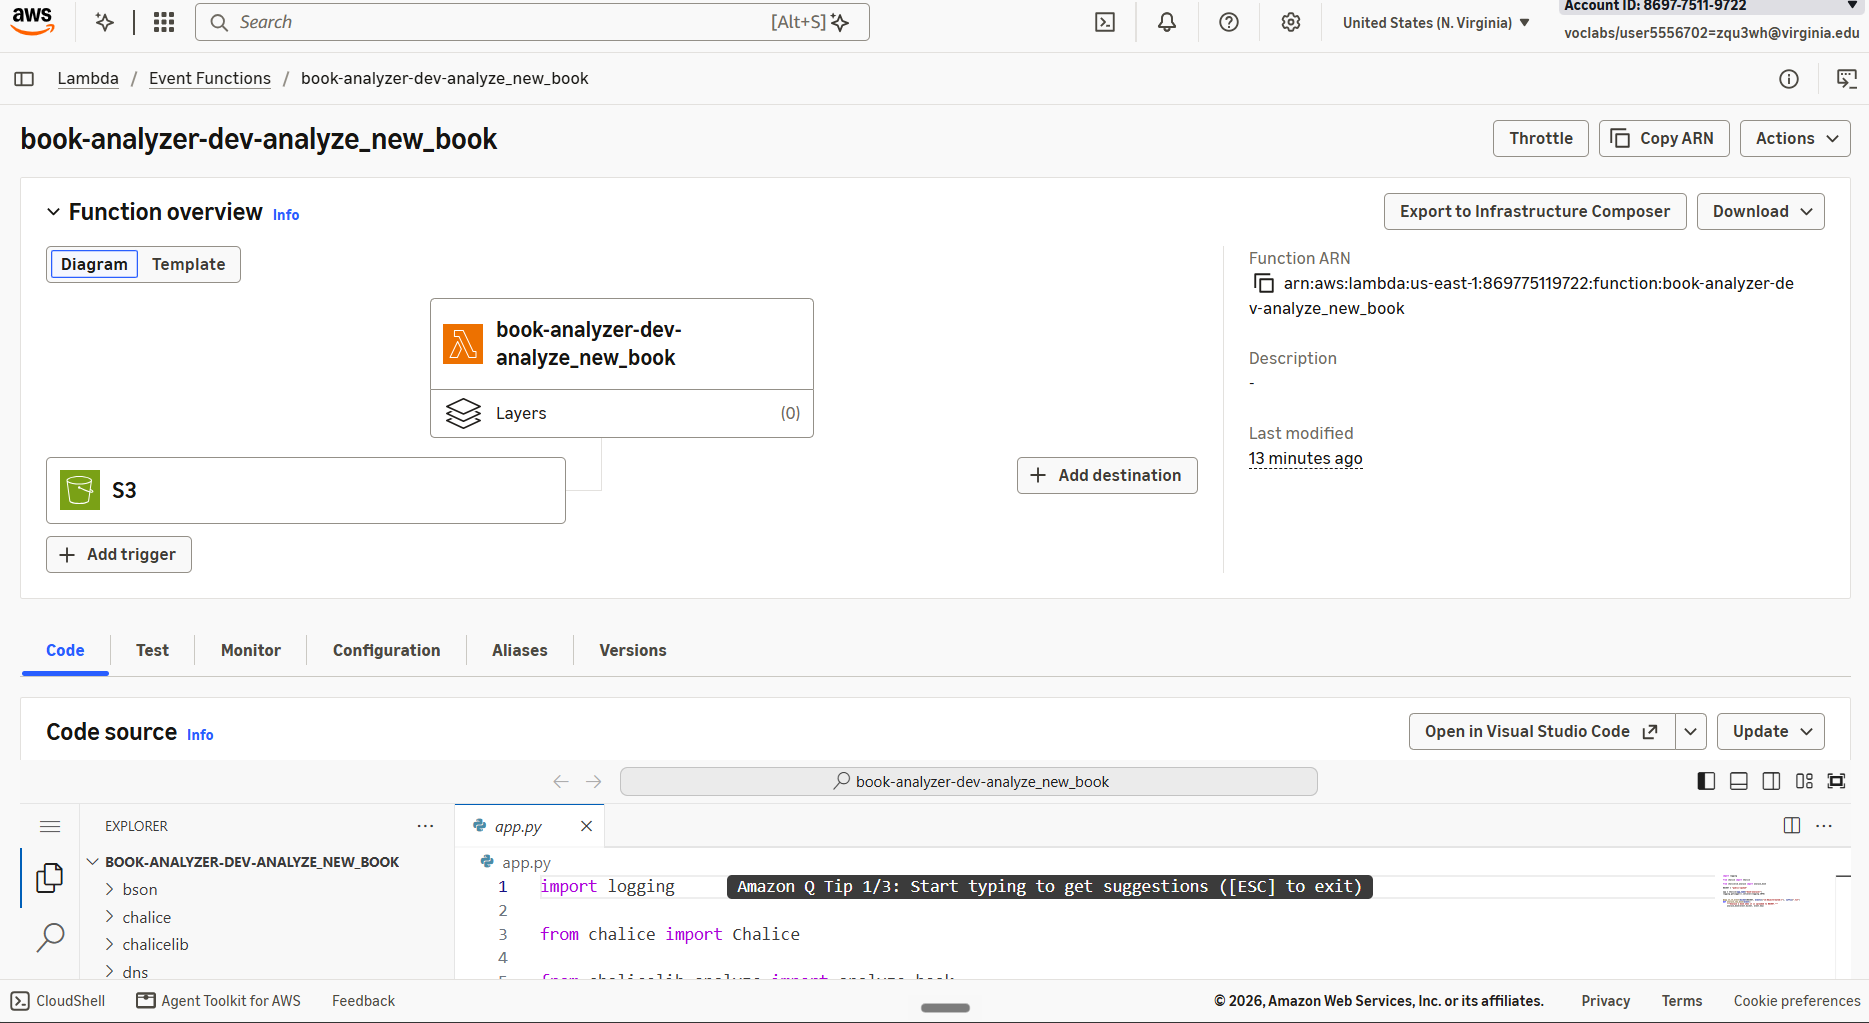 aws
Search
[Alt+S]
United States (N. Virginia)
Account ID: 8697-7511-9722
voclabs/user5556702=zqu3wh@virginia.edu
Lambda / Event Functions / book-analyzer-dev-analyze_new_book
book-analyzer-dev-analyze_new_book
Throttle
Copy ARN
Actions
Function overview Info
Export to Infrastructure Composer
Download
Diagram
Template
book-analyzer-dev-
analyze_new_book
Layers
(0)
S3
Add trigger
Add destination
Function ARN
arn:aws:lambda:us-east-1:869775119722:function:book-analyzer-de
v-analyze_new_book
Description
-
Last modified
13 minutes ago
Code
Test
Monitor
Configuration
Aliases
Versions
Code source Info
Open in Visual Studio Code
Update
book-analyzer-dev-analyze_new_book
EXPLORER
BOOK-ANALYZER-DEV-ANALYZE_NEW_BOOK
bson
chalice
chalicelib
dns
app.py
app.py
1 import logging
Amazon Q Tip 1/3: Start typing to get suggestions ([ESC] to exit)
2
3 from chalice import Chalice
4
5 from chalicelib.analyze import analyze_book
CloudShell
Agent Toolkit for AWS
Feedback
© 2026, Amazon Web Services, Inc. or its affiliates.
Privacy
Terms
Cookie preferences